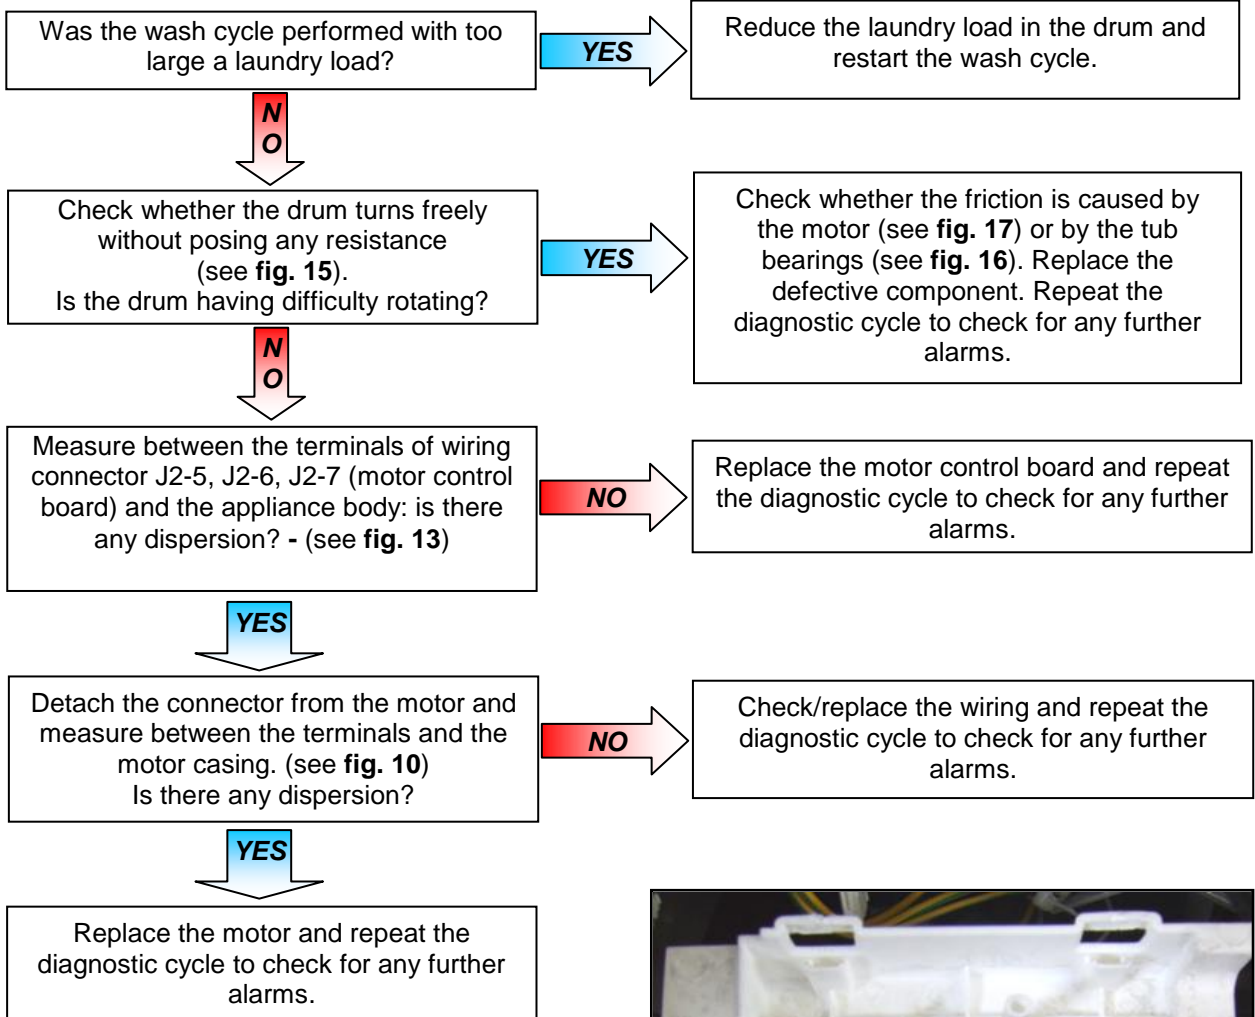 Was the wash cycle performed with too
large a laundry load?
YES
Reduce the laundry load in the drum and
restart the wash cycle.
N
O
Check whether the drum turns freely
without posing any resistance
(see fig. 15).
Is the drum having difficulty rotating?
YES
Check whether the friction is caused by
the motor (see fig. 17) or by the tub
bearings (see fig. 16). Replace the
defective component. Repeat the
diagnostic cycle to check for any further
alarms.
N
O
Measure between the terminals of wiring
connector J2-5, J2-6, J2-7 (motor control
board) and the appliance body: is there
any dispersion? - (see fig. 13)
NO
Replace the motor control board and repeat
the diagnostic cycle to check for any further
alarms.
YES
Detach the connector from the motor and
measure between the terminals and the
motor casing. (see fig. 10)
Is there any dispersion?
NO
Check/replace the wiring and repeat the
diagnostic cycle to check for any further
alarms.
YES
Replace the motor and repeat the
diagnostic cycle to check for any further
alarms.